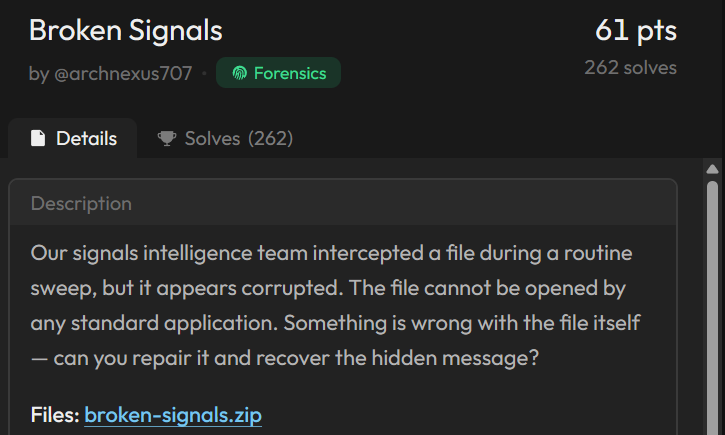 Broken Signals
61 pts
by @archnexus707 • Forensics
262 solves
Details
Solves (262)
Description
Our signals intelligence team intercepted a file during a routine
sweep, but it appears corrupted. The file cannot be opened by
any standard application. Something is wrong with the file itself
— can you repair it and recover the hidden message?
Files: broken-signals.zip